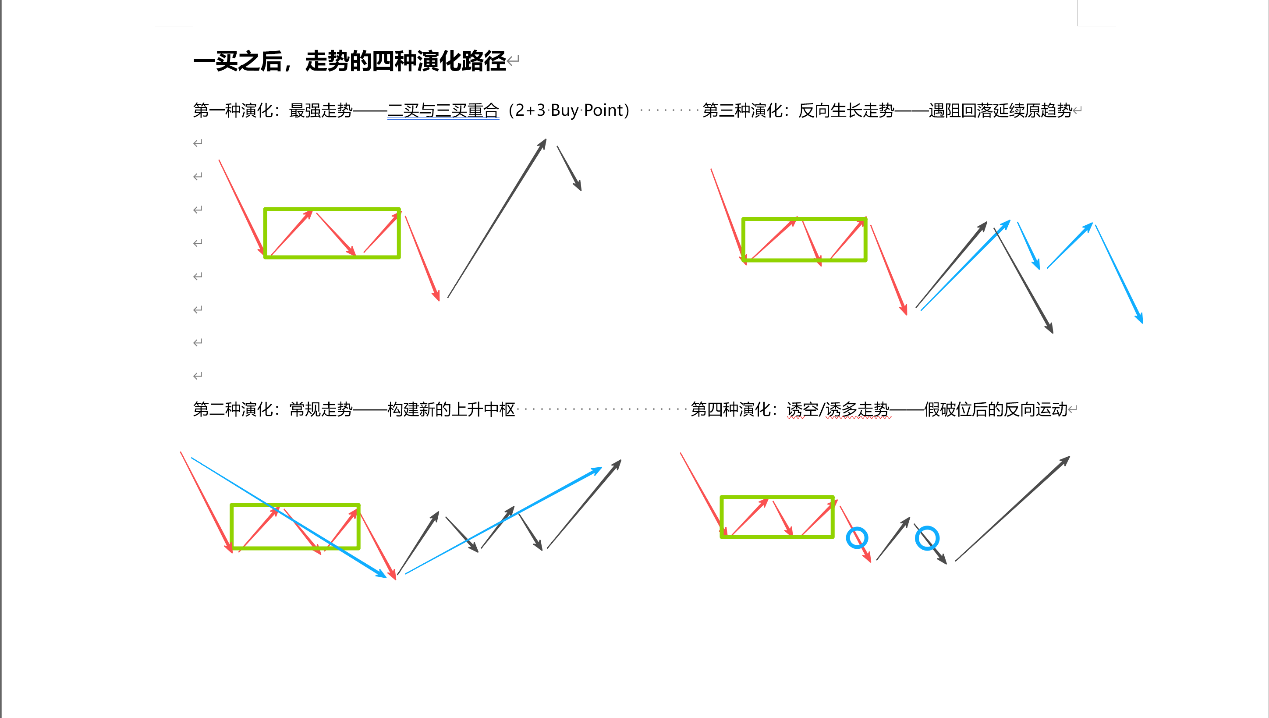 一买之后，走势的四种演化路径
第一种演化：最强走势——二买与三买重合（2+3 Buy Point）
第三种演化：反向生长走势——遇阻回落延续原趋势
第二种演化：常规走势——构建新的上升中枢
第四种演化：诱空/诱多走势——假破位后的反向运动